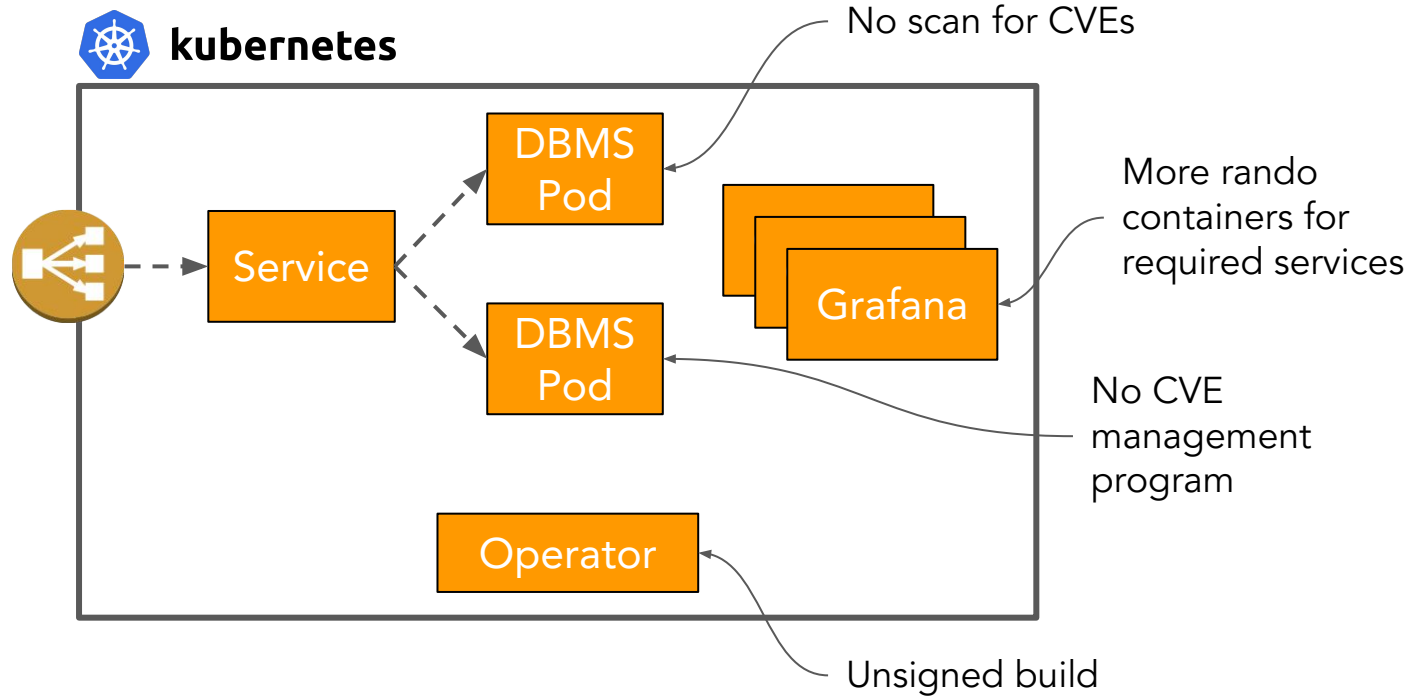 No scan for CVEs
kubernetes
DBMS
Pod
More rando
containers for
required services
Service
Grafana
DBMS
Pod
No CVE
management
program
Operator
Unsigned build